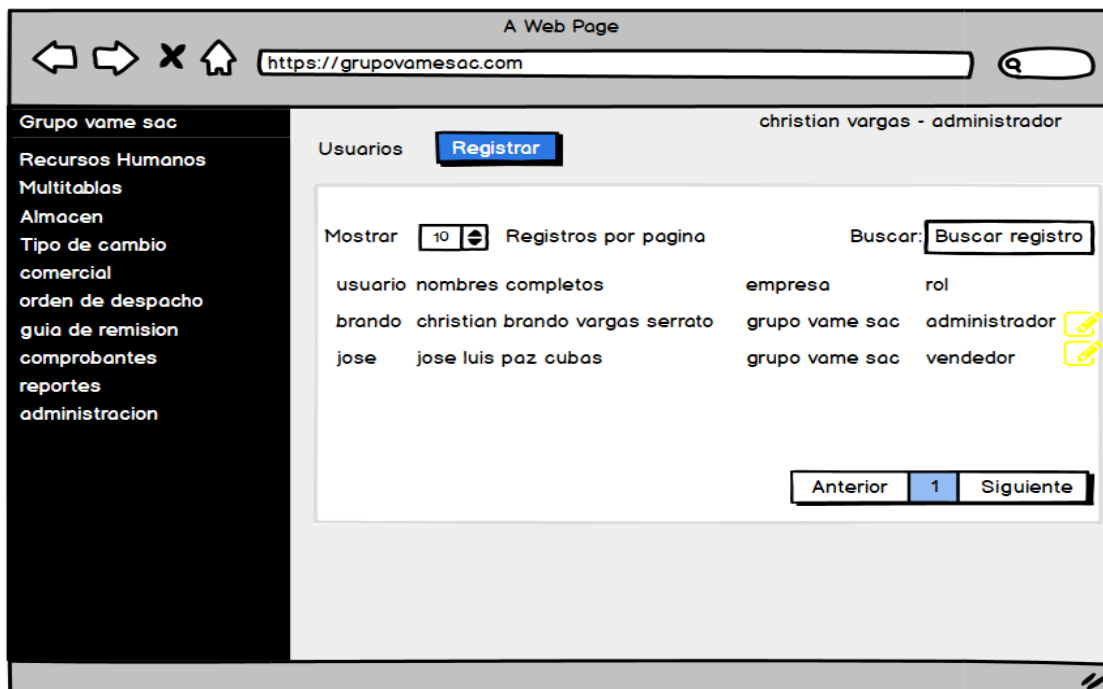 A Web Page
https://grupovamesac.com
Grupo vame sac
christian vargas - administrador
Recursos Humanos
Multitablas
Almacen
Tipo de cambio
comercial
orden de despacho
guia de remision
comprobantes
reportes
administracion
Usuarios Registrar
Mostrar 10 Registros por pagina Buscar: Buscar registro
usuario nombres completos empresa rol
brando christian brando vargas serrato grupo vame sac administrador
jose jose luis paz cubas grupo vame sac vendedor
Anterior 1 Siguiente